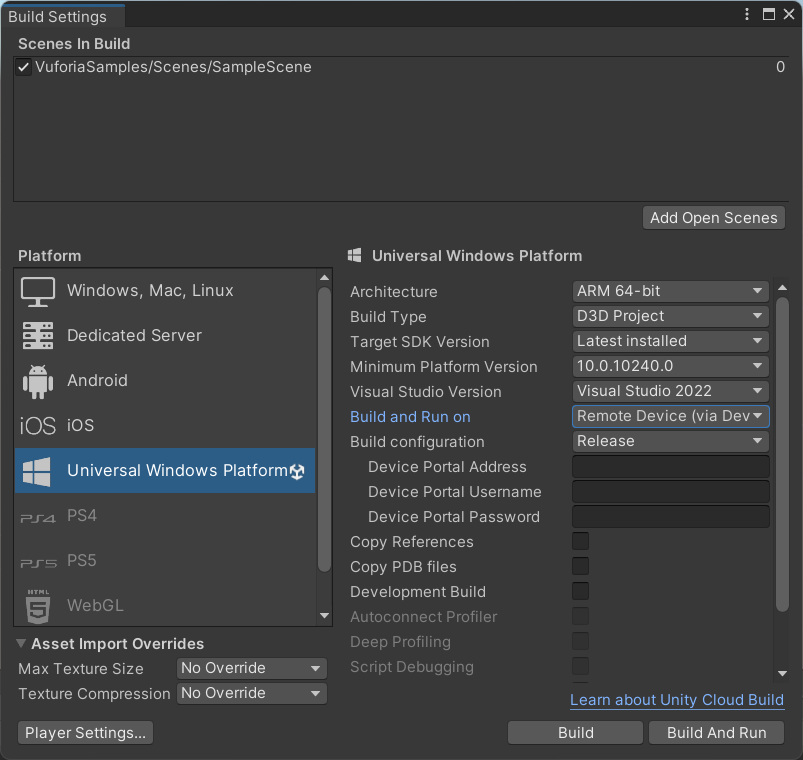 Build Settings
Scenes In Build
VuforiaSamples/Scenes/SampleScene 0
Add Open Scenes
Platform
Windows, Mac, Linux
Dedicated Server
Android
iOS iOS
Universal Windows Platform
PS4 PS4
PS5 PS5
HTML 5 WebGL
Asset Import Overrides
Max Texture Size No Override
Texture Compression No Override
Player Settings...
Universal Windows Platform
Architecture ARM 64-bit
Build Type D3D Project
Target SDK Version Latest installed
Minimum Platform Version 10.0.10240.0
Visual Studio Version Visual Studio 2022
Build and Run on Remote Device (via Dev
Build configuration Release
Device Portal Address
Device Portal Username
Device Portal Password
Copy References
Copy PDB files
Development Build
Autoconnect Profiler
Deep Profiling
Script Debugging
Learn about Unity Cloud Build
Build Build And Run